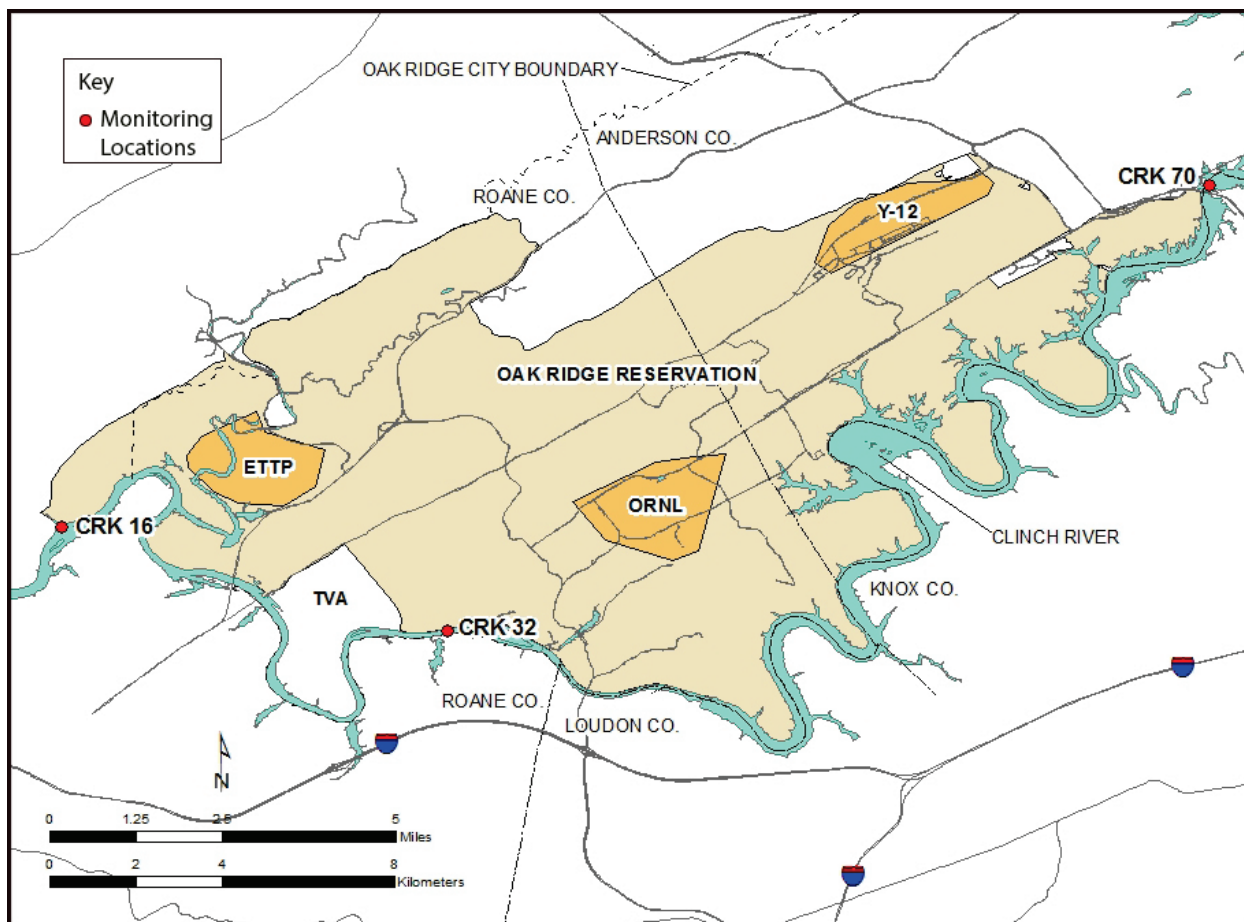 Key
Monitoring
Locations
OAK RIDGE CITY BOUNDARY
ANDERSON CO.
ROANE CO.
CRK 70
Y-12
OAK RIDGE RESERVATION
ETTP
ORNL
CRK 16
CLINCH RIVER
KNOX CO.
TVA
CRK 32
ROANE CO.
LOUDON CO.
N
0 1.25 2.5 5
Miles
0 2 4 8
Kilometers